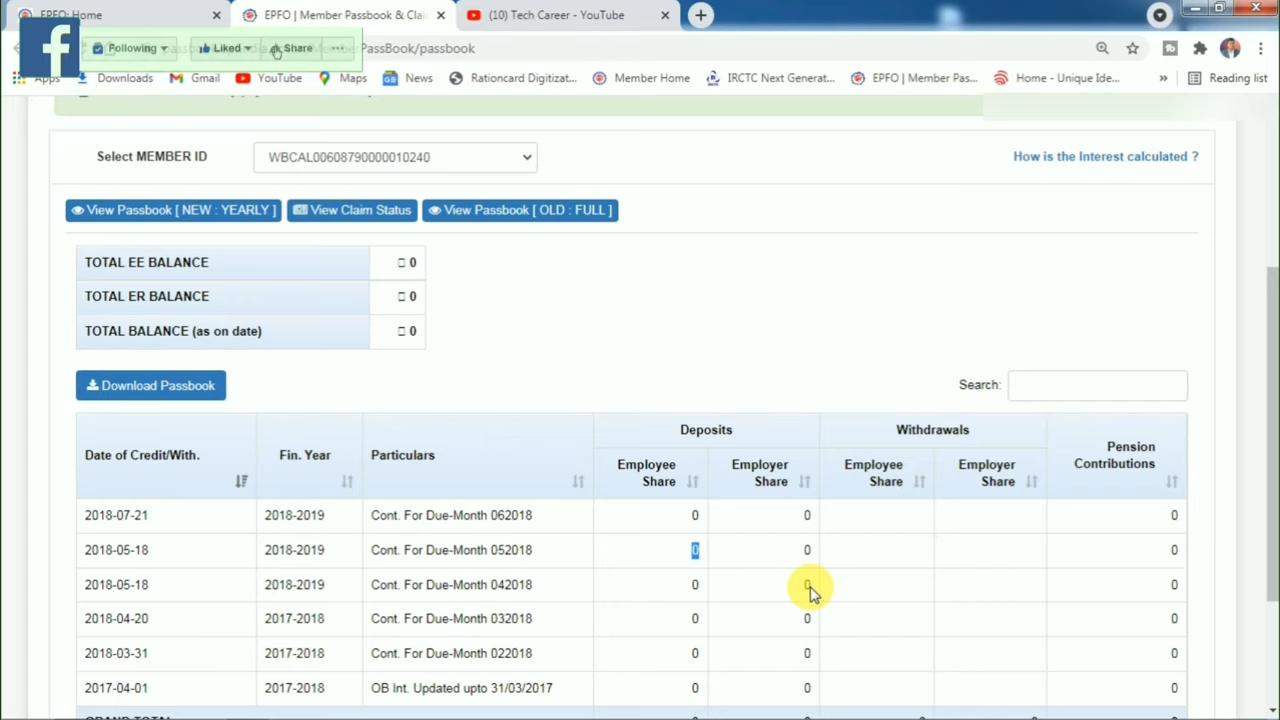 EPFO: Home
EPFO | Member Passbook & Clai
(10) Tech Career - YouTube
f Following Liked Share
PassBook/passbook
Apps Downloads Gmail YouTube Maps News Rationcard Digitizat... Member Home IRCTC Next Generat... EPFO | Member Pas... Home - Unique Ide... » Reading list
Select MEMBER ID WBCAL00608790000010240 How is the Interest calculated ?
View Passbook [ NEW : YEARLY ] View Claim Status View Passbook [ OLD : FULL ]
TOTAL EE BALANCE 0
TOTAL ER BALANCE 0
TOTAL BALANCE (as on date) 0
Download Passbook Search:
Deposits Withdrawals
Date of Credit/With. Fin. Year Particulars Employee Share Employer Share Employee Share Employer Share Pension Contributions
2018-07-21 2018-2019 Cont. For Due-Month 062018 0 0 0
2018-05-18 2018-2019 Cont. For Due-Month 052018 0 0 0
2018-05-18 2018-2019 Cont. For Due-Month 042018 0 0 0
2018-04-20 2017-2018 Cont. For Due-Month 032018 0 0 0
2018-03-31 2017-2018 Cont. For Due-Month 022018 0 0 0
2017-04-01 2017-2018 OB Int. Updated upto 31/03/2017 0 0 0
GRAND TOTAL 0 0 0 0 0